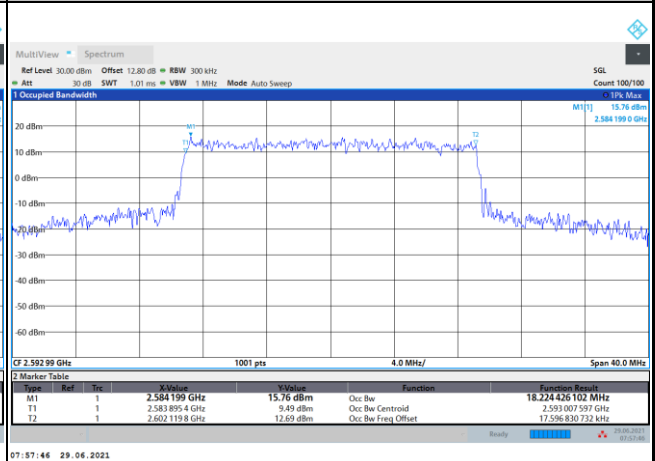 MultiView Spectrum
Ref Level 30.00 dBm Offset 12.80 dB RBW 300 kHz SGL
Att 30 dB SWT 1.01 ms VBW 1 MHz Mode Auto Sweep Count 100/100
1 Occupied Bandwidth 1Pk Max
M1[1] 15.76 dBm
2.584 199 0 GHz
20 dBm
M1
T1
T2
10 dBm
0 dBm
-10 dBm
-20 dBm
-30 dBm
-40 dBm
-50 dBm
-60 dBm
CF 2.592 99 GHz 1001 pts 4.0 MHz/ Span 40.0 MHz
2 Marker Table
Type Ref Trc X-Value Y-Value Function Function Result
M1 1 2.584 199 GHz 15.76 dBm Occ Bw 18.224 426 102 MHz
T1 1 2.583 895 4 GHz 9.49 dBm Occ Bw Centroid 2.593 007 597 GHz
T2 1 2.602 119 8 GHz 12.69 dBm Occ Bw Freq Offset 17.596 830 732 kHz
Ready 29.06.2021
07:57:46
07:57:46 29.06.2021